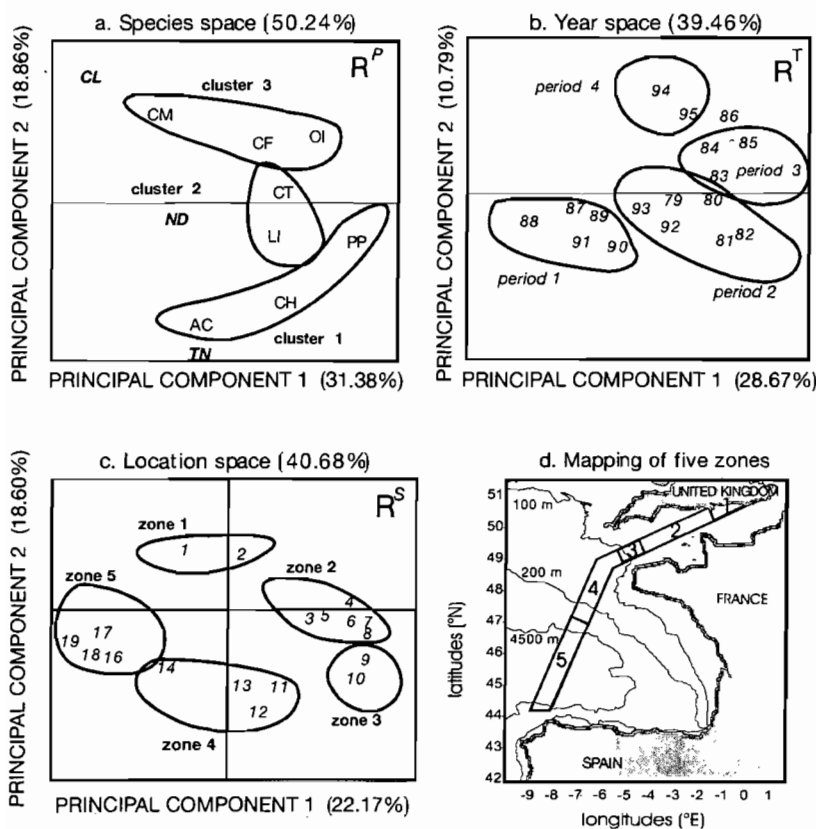 a. Species space (50.24%)
R^P
CL
cluster 3
CM
CF
OI
cluster 2
CT
ND
LI
PP
CH
AC
cluster 1
TN
PRINCIPAL COMPONENT 2 (18.86%)
PRINCIPAL COMPONENT 1 (31.38%)
b. Year space (39.46%)
R^T
period 4
94
95
86
84
85
period 3
83
93
79
80
87
89
88
92
81
82
91
90
period 1
period 2
PRINCIPAL COMPONENT 2 (10.79%)
PRINCIPAL COMPONENT 1 (28.67%)
c. Location space (40.68%)
R^S
zone 1
1
2
zone 5
zone 2
4
3
5
6
7
8
17
19
18
16
14
9
10
13
11
12
zone 3
zone 4
PRINCIPAL COMPONENT 2 (18.60%)
PRINCIPAL COMPONENT 1 (22.17%)
d. Mapping of five zones
51
50
49
48
47
46
45
44
43
42
100 m
UNITED KINGDOM
1
2
3
200 m
4
FRANCE
4500 m
5
SPAIN
latitudes (°N)
-9 -8 -7 -6 -5 -4 -3 -2 -1 0 1
longitudes (°E)